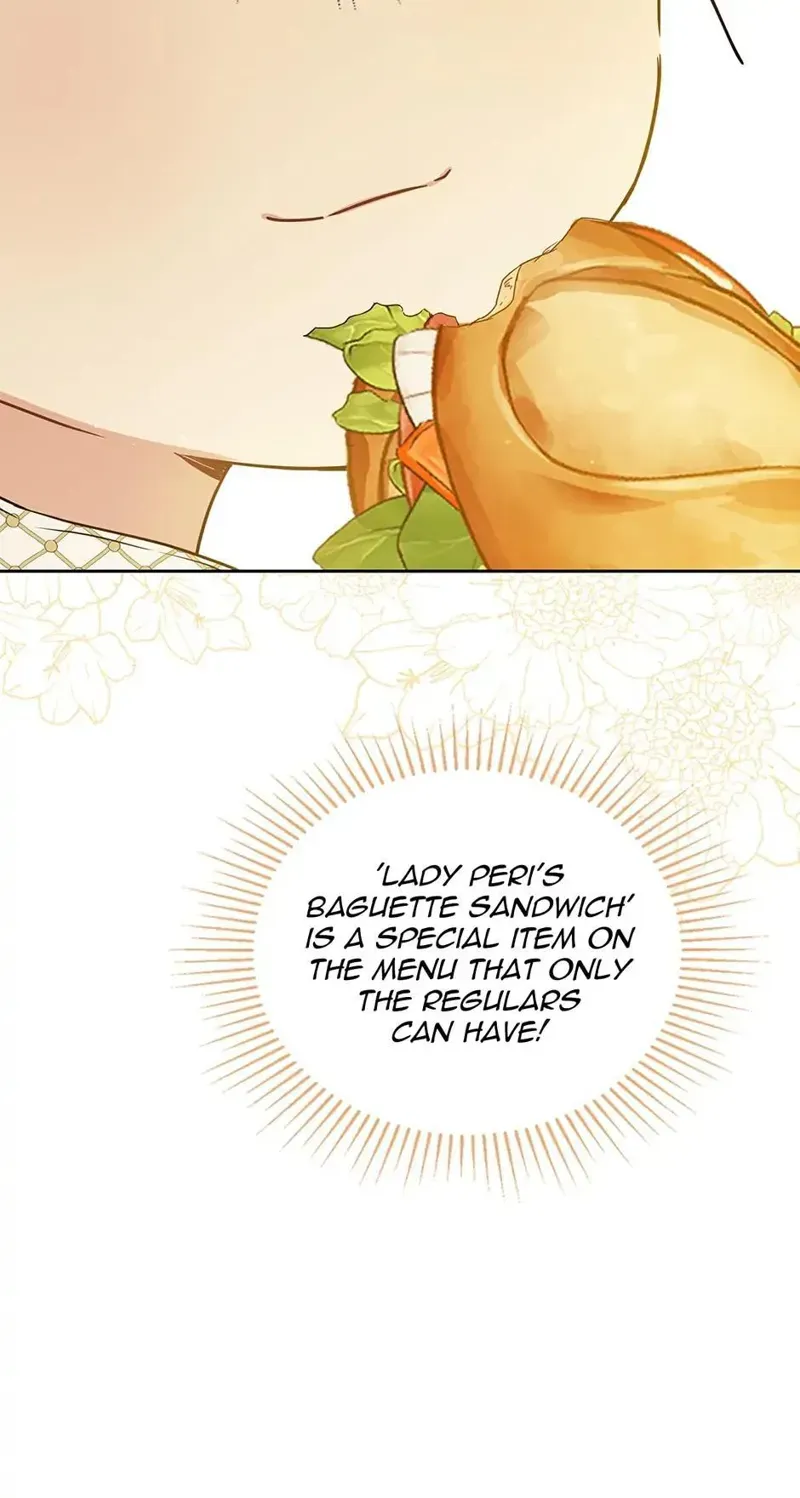 'LADY PERI'S
BAGUETTE SANDWICH'
IS A SPECIAL ITEM ON
THE MENU THAT ONLY
THE REGULARS
CAN HAVE!